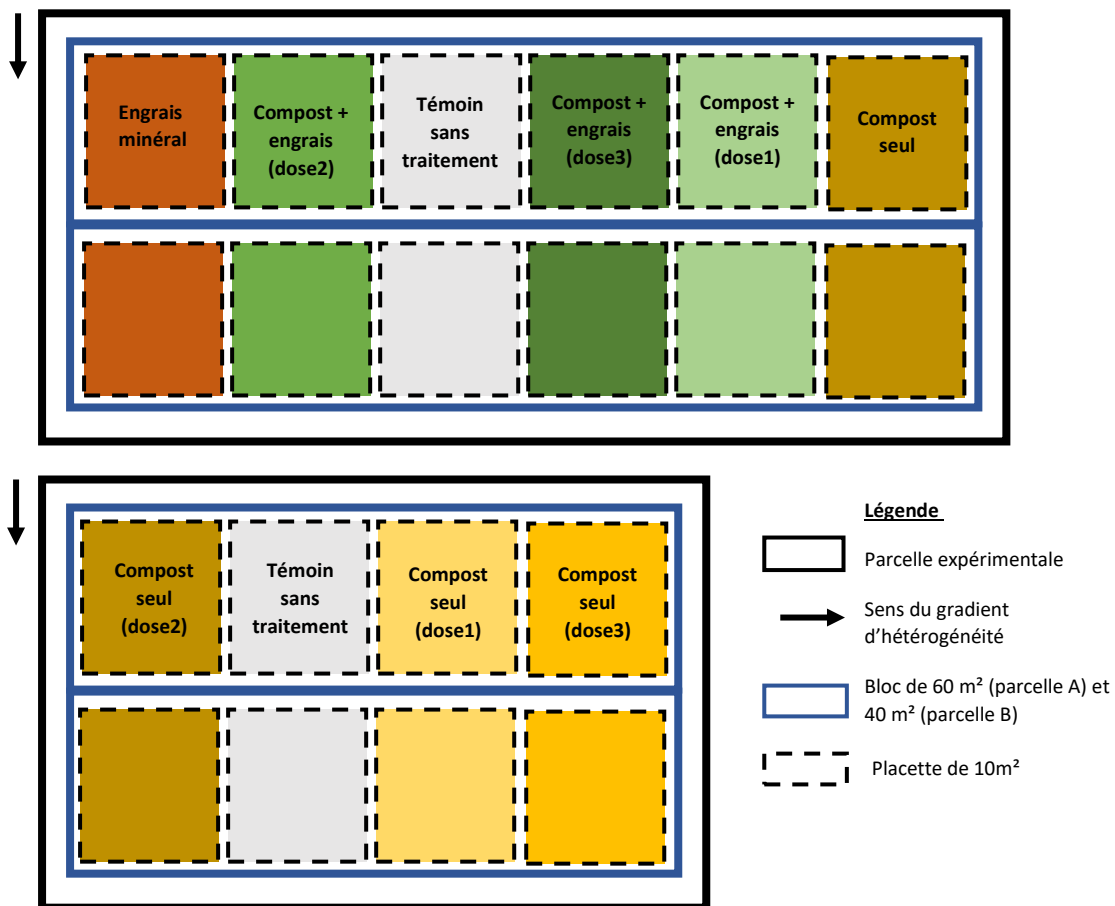 Engrais
minéral
Compost +
engrais
(dose2)
Témoin
sans
traitement
Compost +
engrais
(dose3)
Compost +
engrais
(dose1)
Compost
seul
Compost
seul
(dose2)
Témoin
sans
traitement
Compost
seul
(dose1)
Compost
seul
(dose3)
Légende
Parcelle expérimentale
Sens du gradient
d’hétérogénéité
Bloc de 60 m² (parcelle A) et
40 m² (parcelle B)
Placette de 10m²